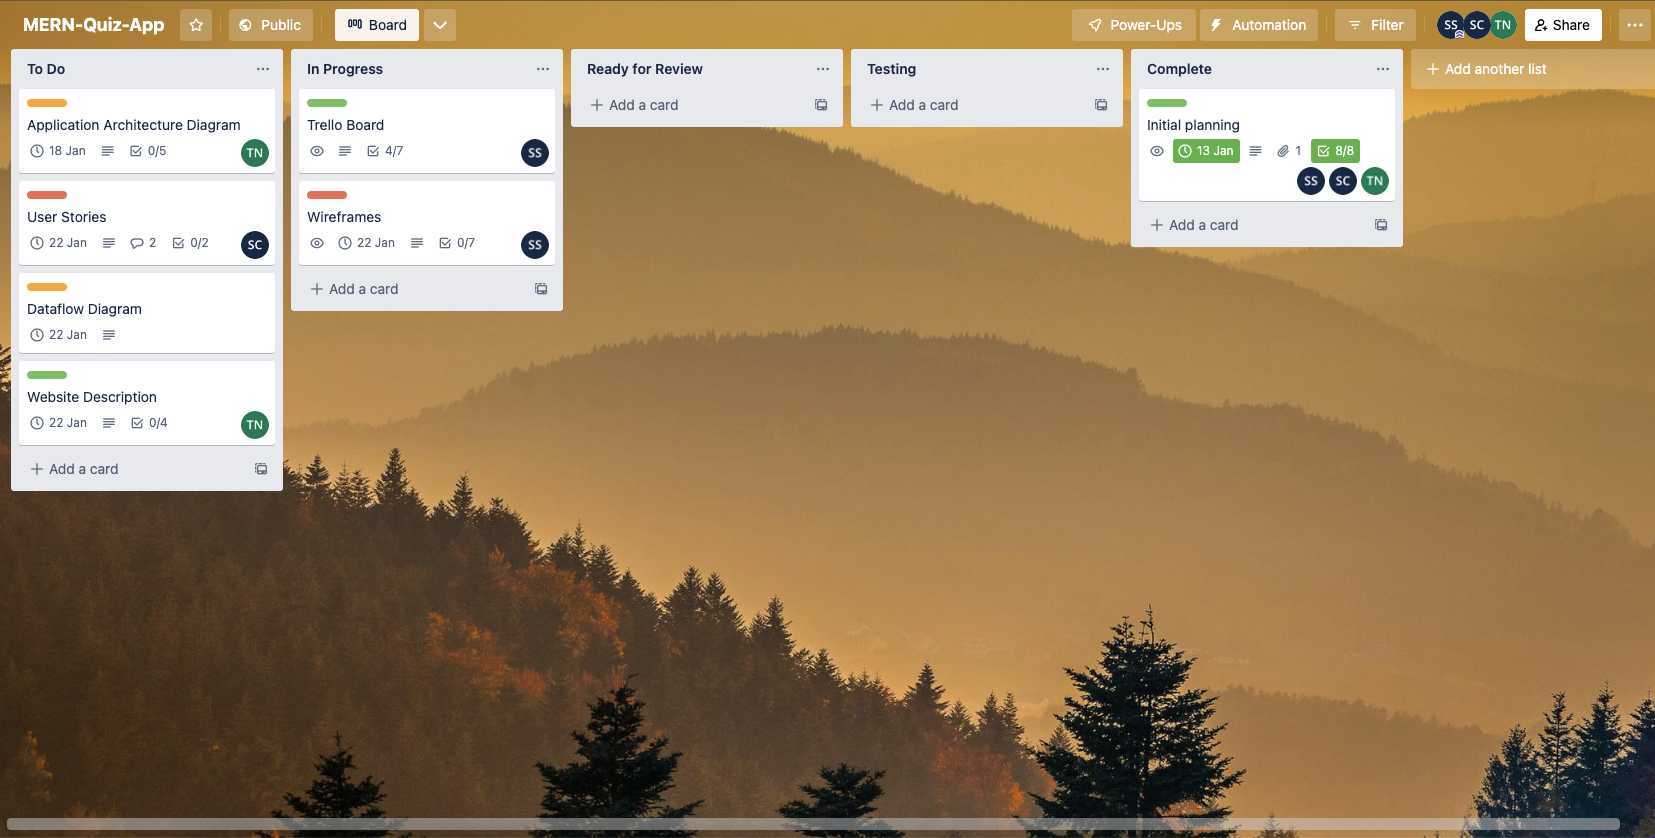 MERN-Quiz-App
Public
Board
Power-Ups
Automation
Filter
SS
SC
TN
Share
To Do
Application Architecture Diagram
18 Jan 0/5
TN
User Stories
22 Jan 2 0/2
SC
Dataflow Diagram
22 Jan
Website Description
22 Jan 0/4
TN
Add a card
In Progress
Trello Board
4/7
SS
Wireframes
22 Jan 0/7
SS
Add a card
Ready for Review
Add a card
Testing
Add a card
Complete
Initial planning
13 Jan 1 8/8
SS SC TN
Add a card
Add another list